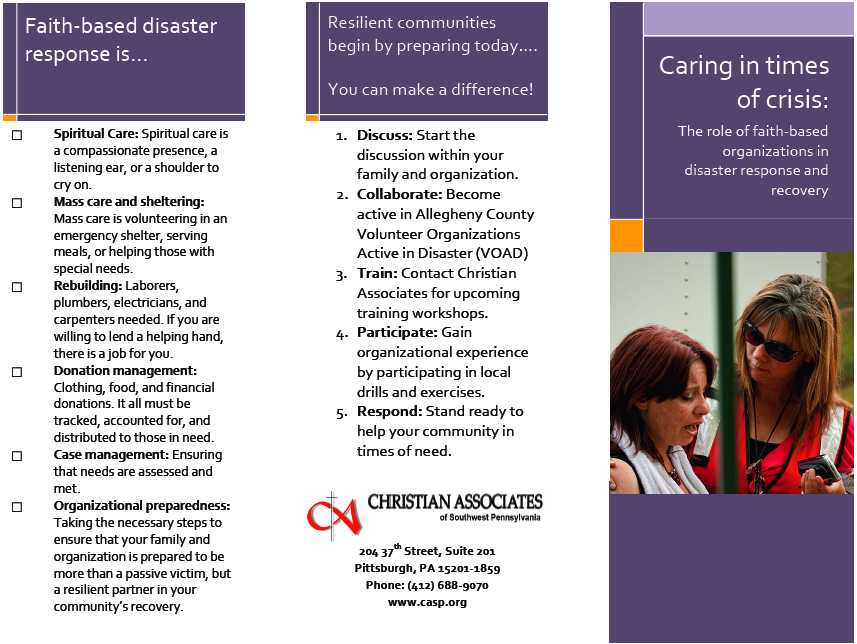 Faith-based disaster
response is...
Spiritual Care: Spiritual care is
a compassionate presence, a
listening ear, or a shoulder to
cry on.
Mass care and sheltering:
Mass care is volunteering in an
emergency shelter, serving
meals, or helping those with
special needs.
Rebuilding: Laborers,
plumbers, electricians, and
carpenters needed. If you are
willing to lend a helping hand,
there is a job for you.
Donation management:
Clothing, food, and financial
donations. It all must be
tracked, accounted for, and
distributed to those in need.
Case management: Ensuring
that needs are assessed and
met.
Organizational preparedness:
Taking the necessary steps to
ensure that your family and
organization is prepared to be
more than a passive victim, but
a resilient partner in your
community's recovery.
Resilient communities
begin by preparing today....
You can make a difference!
1. Discuss: Start the
discussion within your
family and organization.
2. Collaborate: Become
active in Allegheny County
Volunteer Organizations
Active in Disaster (VOAD)
3. Train: Contact Christian
Associates for upcoming
training workshops.
4. Participate: Gain
organizational experience
by participating in local
drills and exercises.
5. Respond: Stand ready to
help your community in
times of need.
CA CHRISTIAN ASSOCIATES
of Southwest Pennsylvania
204 37th Street, Suite 201
Pittsburgh, PA 15201-1859
Phone: (412) 688-9070
www.casp.org
Caring in times
of crisis:
The role of faith-based
organizations in
disaster response and
recovery